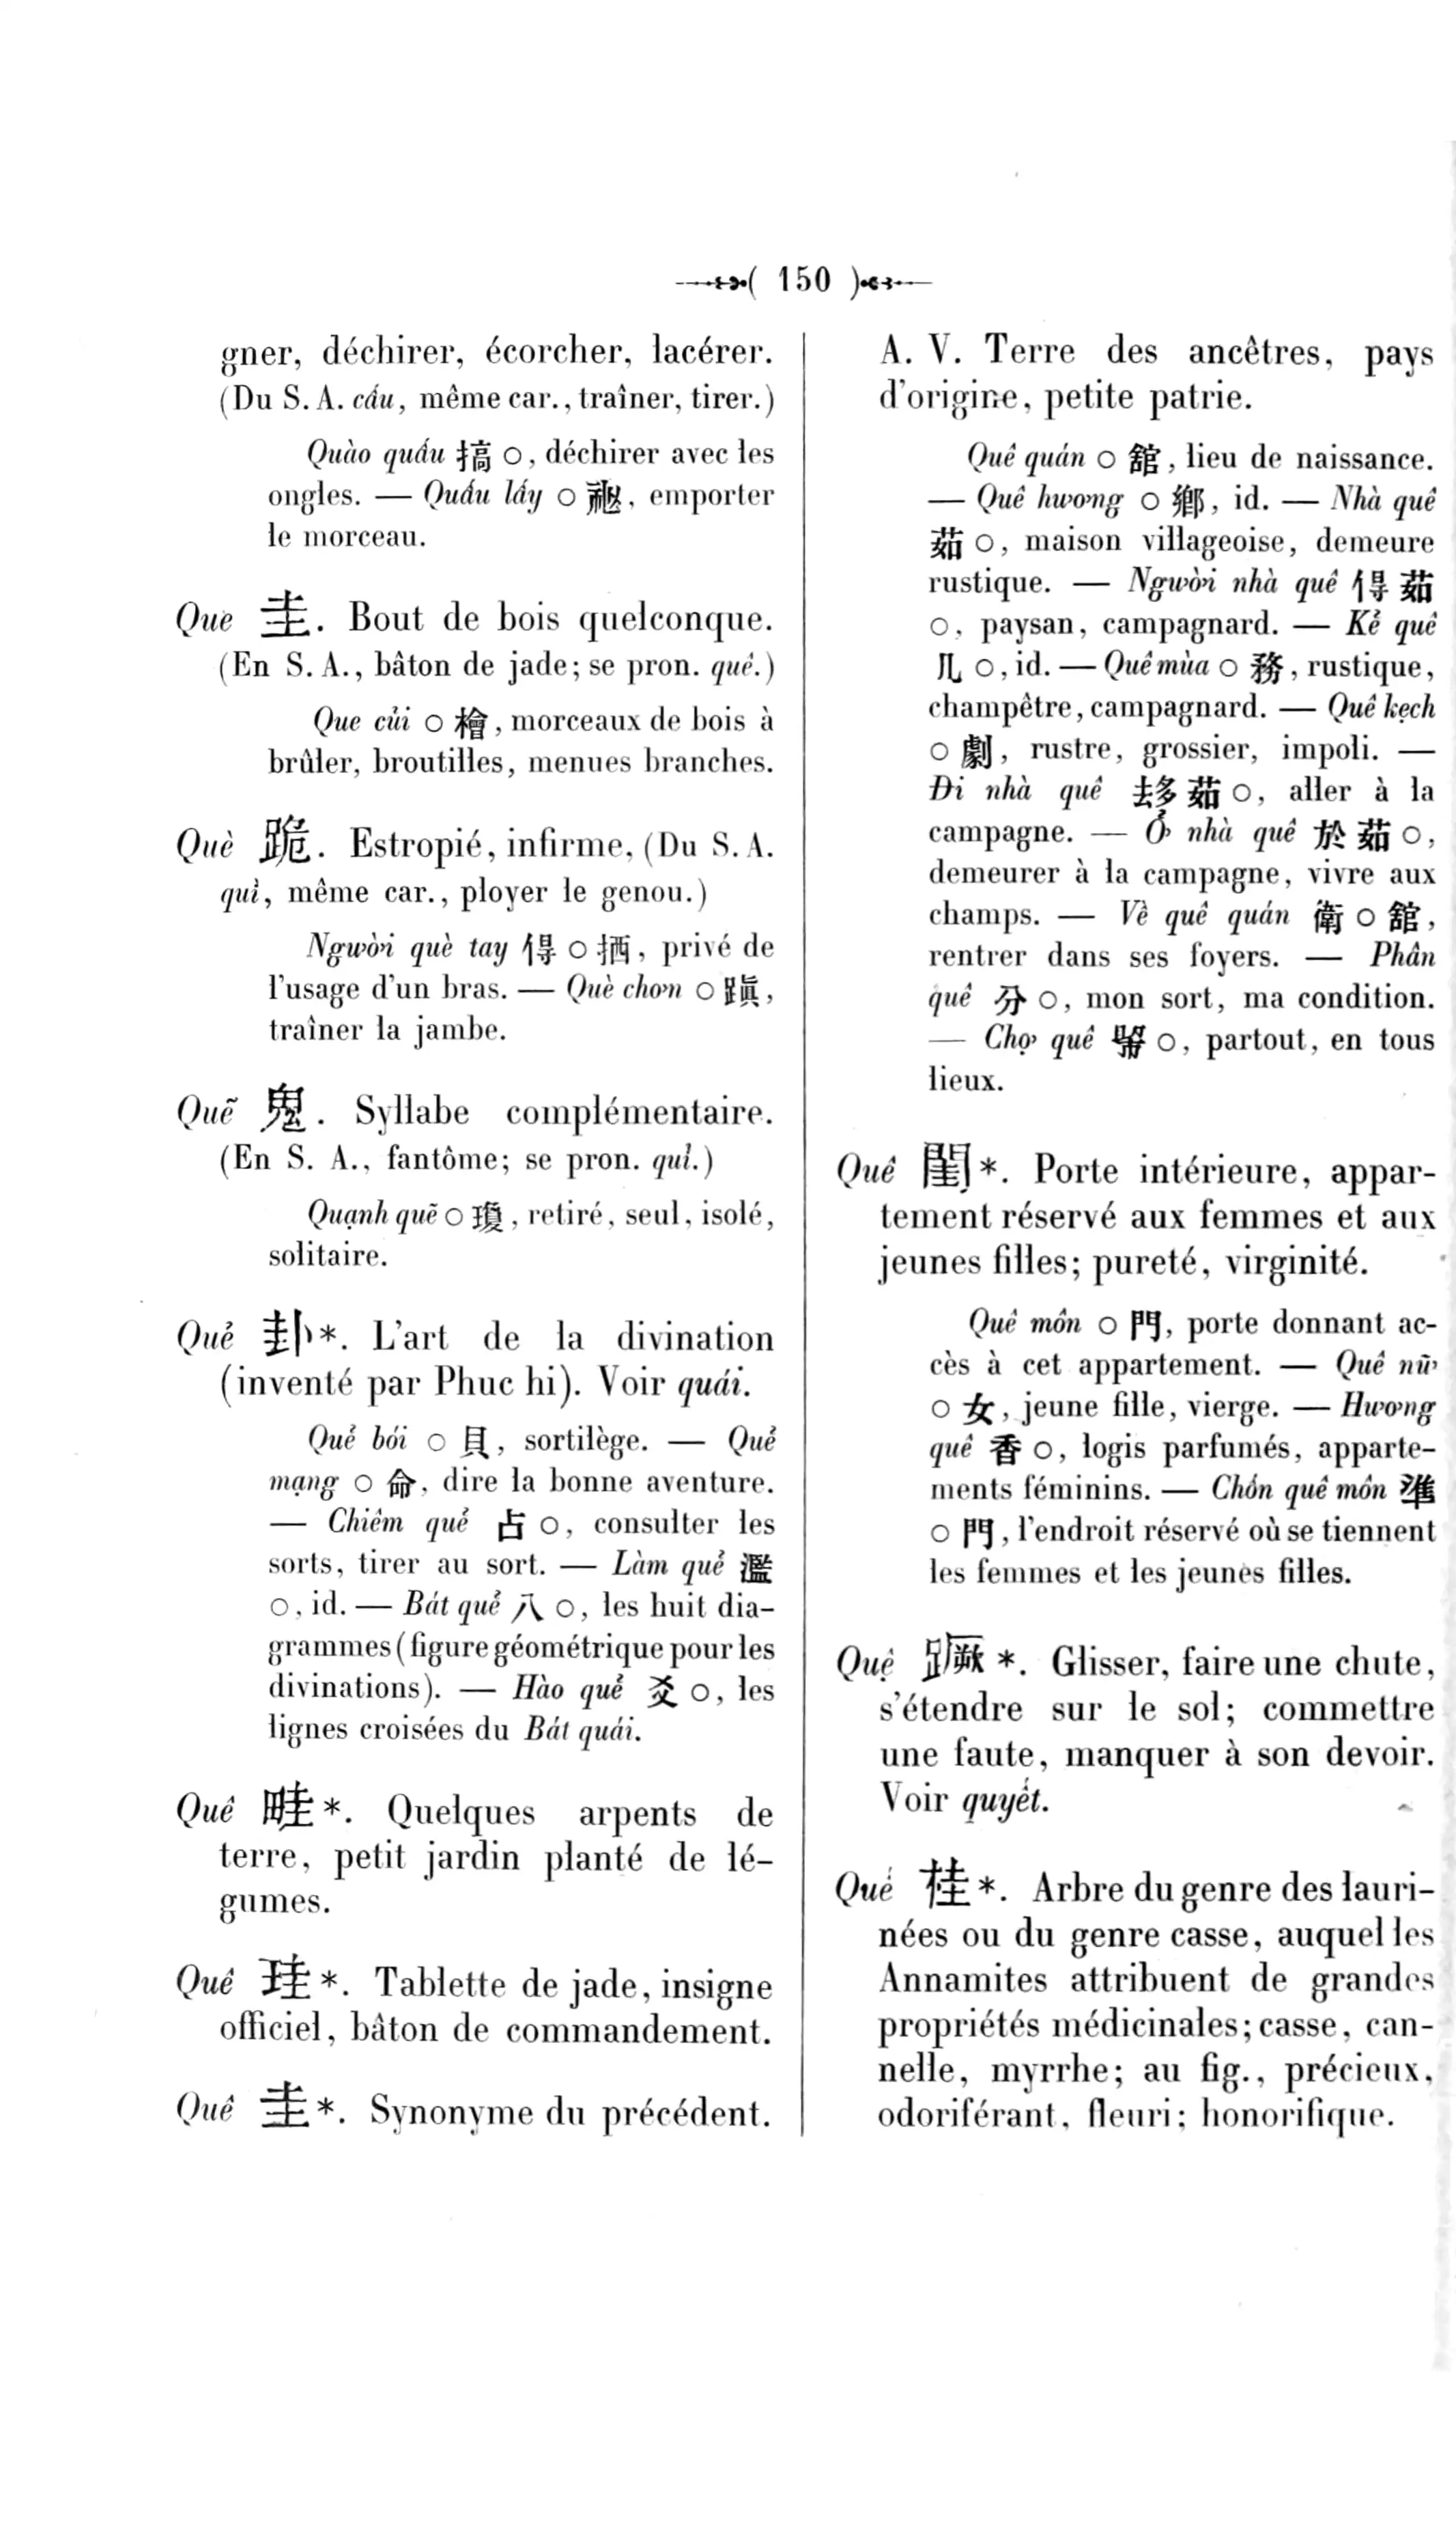 ( 150 )
gner, déchirer, écorcher, lacérer.
(Du S. A. cấu, même car., traîner, tirer.)
Quào quấu 搞 ○, déchirer avec les
ongles. — Quấu lấy ○ 𥙩, emporter
le morceau.
Que 圭. Bout de bois quelconque.
(En S. A., bâton de jade; se pron. quê.)
Que củi ○ 檜, morceaux de bois à
brûler, broutilles, menues branches.
Què 跪. Estropié, infirme. (Du S. A.
quì, même car., ployer le genou.)
Người què tay 㝵 ○ 拪, privé de
l'usage d'un bras. — Què chơn ○ 蹎,
traîner la jambe.
Quẽ 鬼. Syllabe complémentaire.
(En S. A., fantôme; se pron. quỉ.)
Quạnh quẽ ○ 瓊, retiré, seul, isolé,
solitaire.
Quẻ 卦*. L'art de la divination
(inventé par Phuc hi). Voir quái.
Quẻ bói ○ 貝, sortilège. — Quẻ
mạng ○ 命, dire la bonne aventure.
— Chiêm quẻ 占 ○, consulter les
sorts, tirer au sort. — Làm quẻ 濫
○, id. — Bát quẻ 八 ○, les huit dia-
grammes (figure géométrique pour les
divinations). — Hào quẻ 爻 ○, les
lignes croisées du Bát quái.
Quê 畦*. Quelques arpents de
terre, petit jardin planté de lé-
gumes.
Quê 珪*. Tablette de jade, insigne
officiel, bâton de commandement.
Quê 圭*. Synonyme du précédent.
A. V. Terre des ancêtres, pays
d'origine, petite patrie.
Quê quán ○ 舘, lieu de naissance.
— Quê hương ○ 鄉, id. — Nhà quê
茹 ○, maison villageoise, demeure
rustique. — Người nhà quê 㝵 茹
○, paysan, campagnard. — Kẻ quê
几 ○, id. — Quê mùa ○ 務, rustique,
champêtre, campagnard. — Quê kẹch
○ 劇, rustre, grossier, impoli. —
Đi nhà quê 𠫾 茹 ○, aller à la
campagne. — Ở nhà quê 於 茹 ○,
demeurer à la campagne, vivre aux
champs. — Về quê quán 衛 ○ 舘,
rentrer dans ses foyers. — Phân
quê 分 ○, mon sort, ma condition.
— Chợ quê ○, partout, en tous
lieux.
Quê 閨*. Porte intérieure, appar-
tement réservé aux femmes et aux
jeunes filles; pureté, virginité.
Quê môn ○ 門, porte donnant ac-
cès à cet appartement. — Quê nữ
○ 女, jeune fille, vierge. — Hương
quê 香 ○, logis parfumés, apparte-
ments féminins. — Chốn quê môn 準
○ 門, l'endroit réservé où se tiennent
les femmes et les jeunes filles.
Quệ 蹶*. Glisser, faire une chute,
s'étendre sur le sol; commettre
une faute, manquer à son devoir.
Voir quyết.
Quế 桂*. Arbre du genre des lauri-
nées ou du genre casse, auquel les
Annamites attribuent de grandes
propriétés médicinales; casse, can-
nelle, myrrhe; au fig., précieux,
odoriférant, fleuri; honorifique.